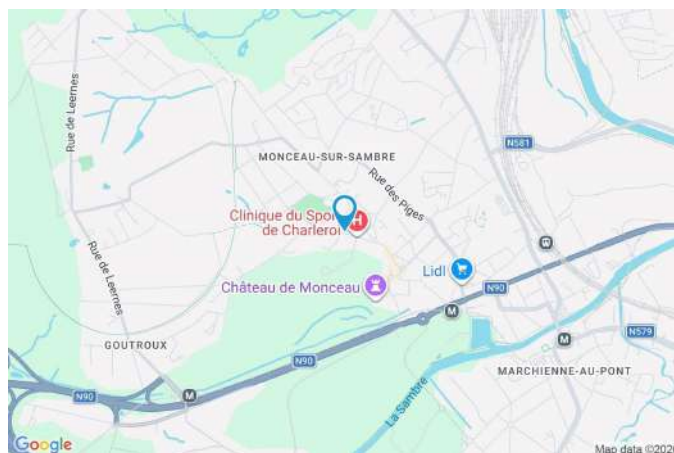 Rue de Leernes
N581
MONCEAU-SUR-SAMBRE
Rue des Piges
Clinique du Spor
de Charleroi
H
Lidl
Rue de Leernes
Château de Monceau
N90
M
N579
GOUTROUX
M
N90
MARCHIENNE-AU-PONT
N90
M
La Sambre
Google
Map data ©2026